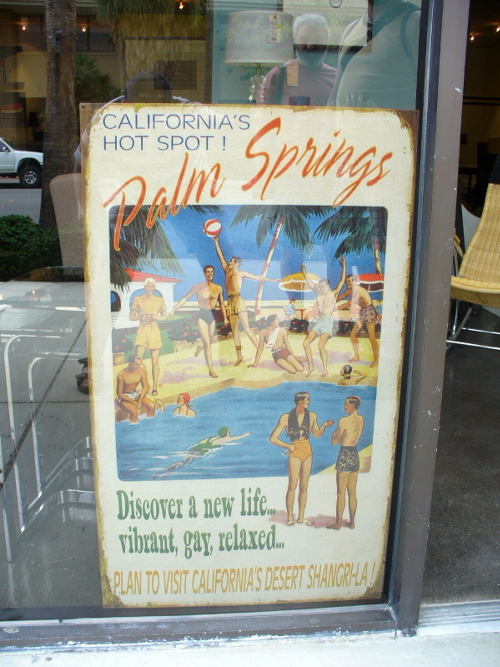 CALIFORNIA'S
HOT SPOT !
Palm Springs
Discover a new life...
vibrant, gay, relaxed...
PLAN TO VISIT CALIFORNIA'S DESERT SHANGRI-LA !